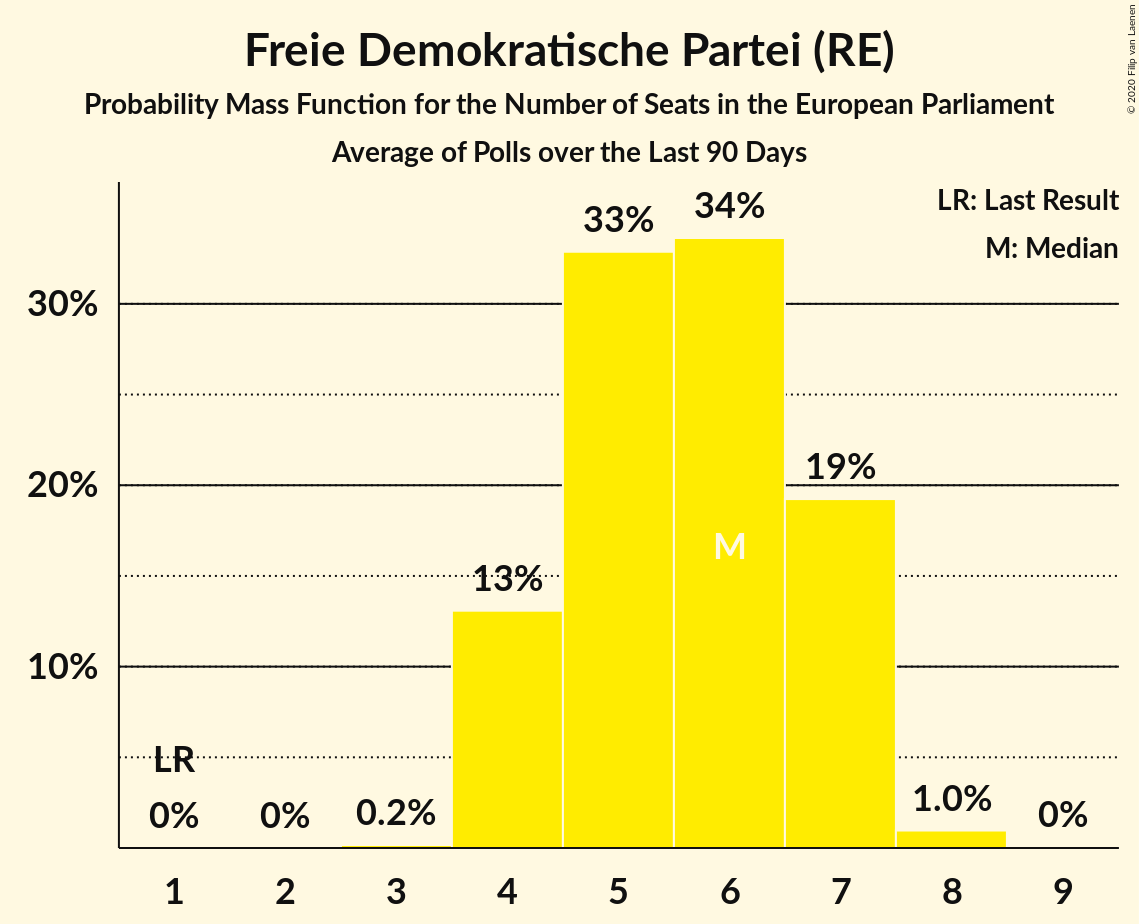 Freie Demokratische Partei (RE)
Probability Mass Function for the Number of Seats in the European Parliament
Average of Polls over the Last 90 Days
© 2020 Filip van Laenen
LR: Last Result
M: Median
34%
33%
30%
19%
20%
M
13%
10%
LR
0%
0%
0.2%
1.0%
0%
1
2
3
4
5
6
7
8
9